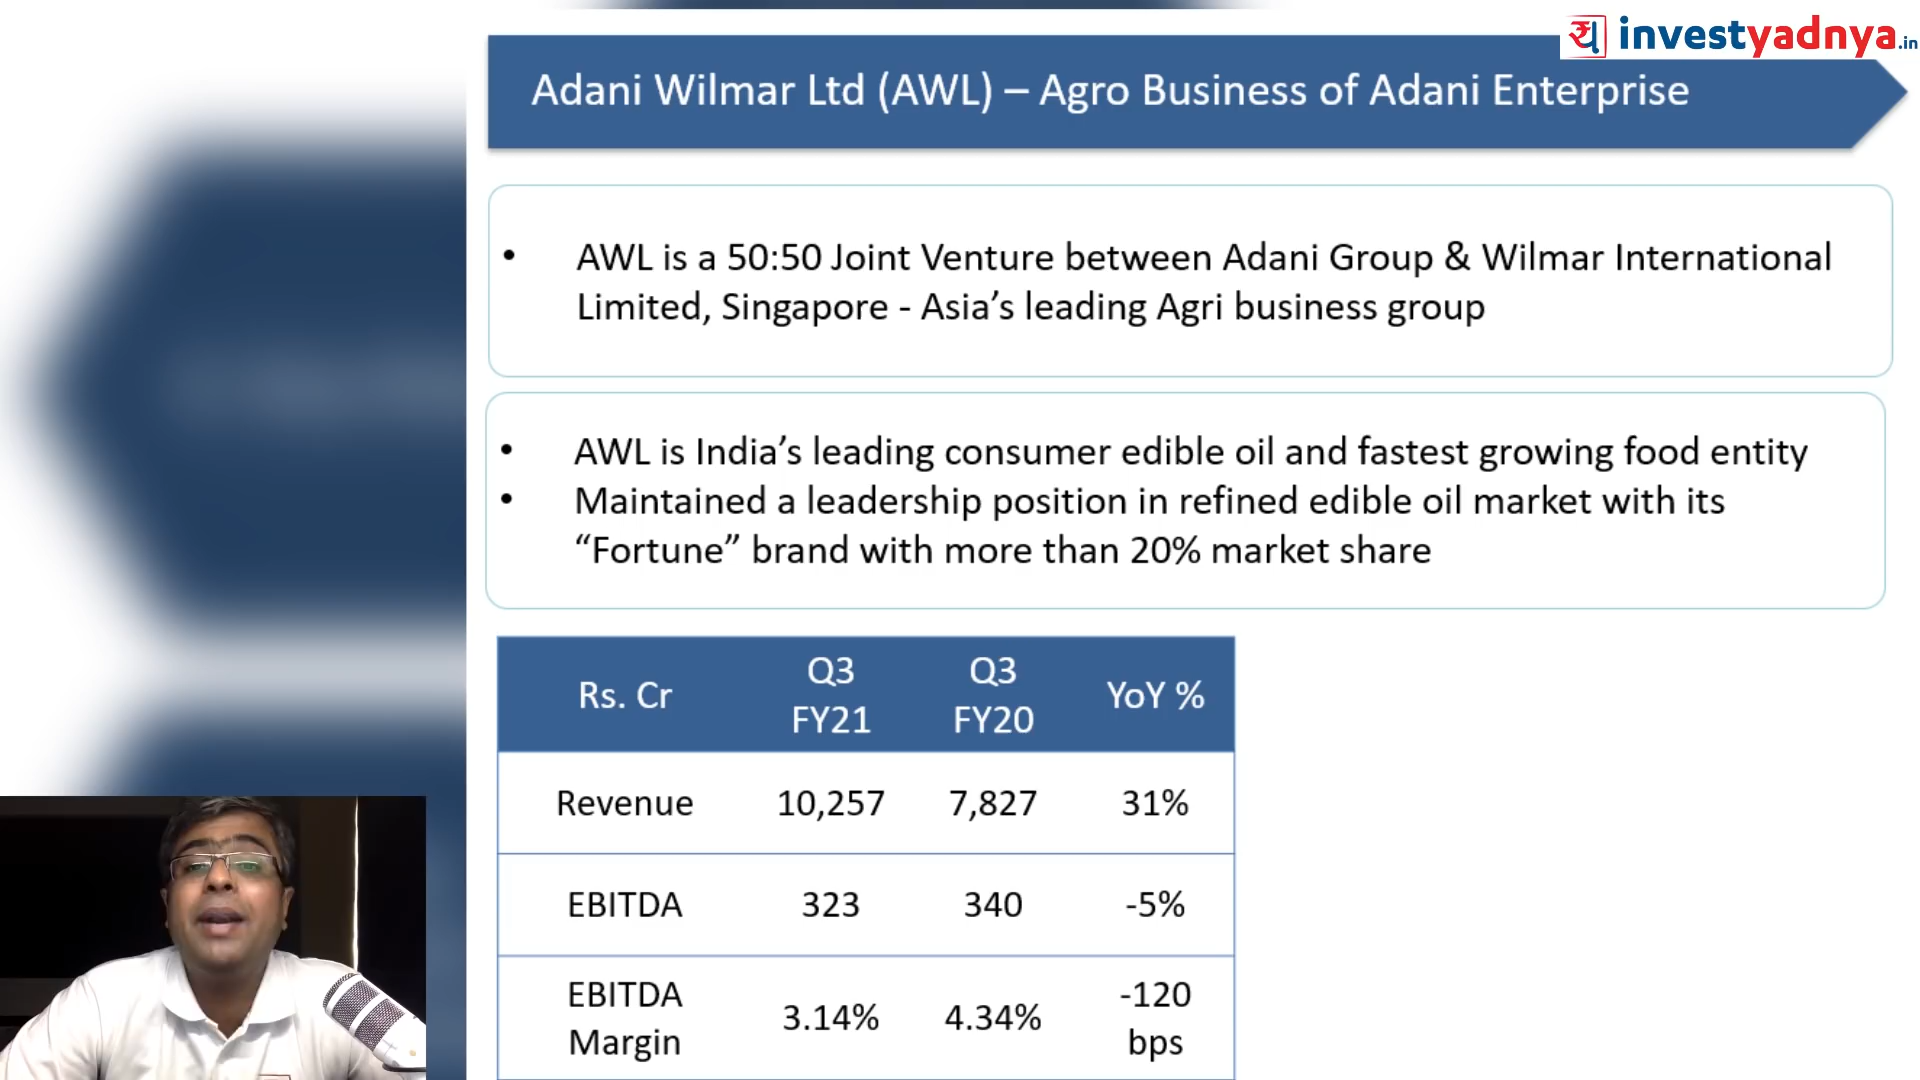 यं investyadnya.in
Adani Wilmar Ltd (AWL) – Agro Business of Adani Enterprise
• AWL is a 50:50 Joint Venture between Adani Group & Wilmar International
Limited, Singapore - Asia’s leading Agri business group
• AWL is India’s leading consumer edible oil and fastest growing food entity
• Maintained a leadership position in refined edible oil market with its
“Fortune” brand with more than 20% market share
Rs. Cr Q3 FY21 Q3 FY20 YoY %
Revenue 10,257 7,827 31%
EBITDA 323 340 -5%
EBITDA Margin 3.14% 4.34% -120 bps